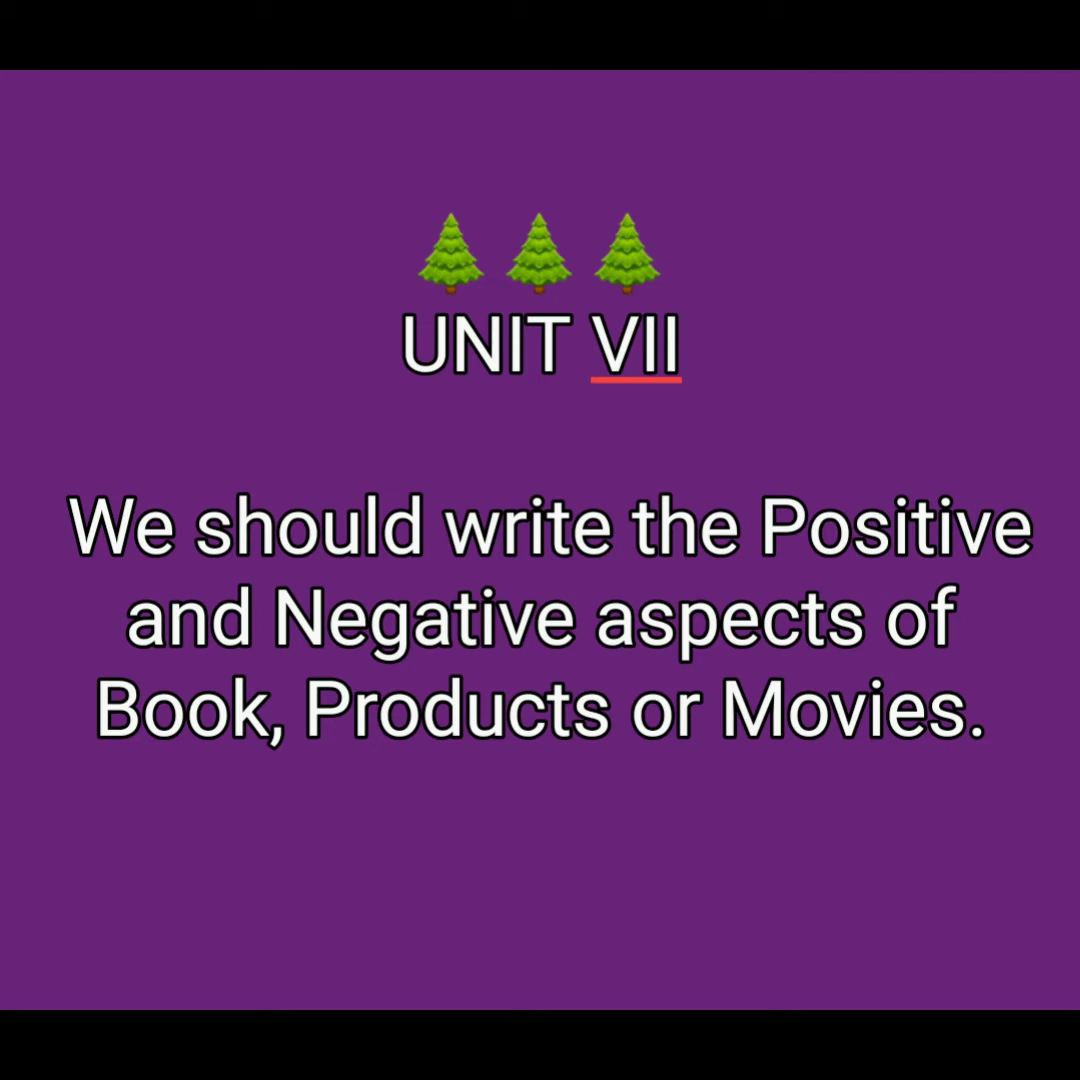 🌲🌲🌲
UNIT VII
We should write the Positive
and Negative aspects of
Book, Products or Movies.